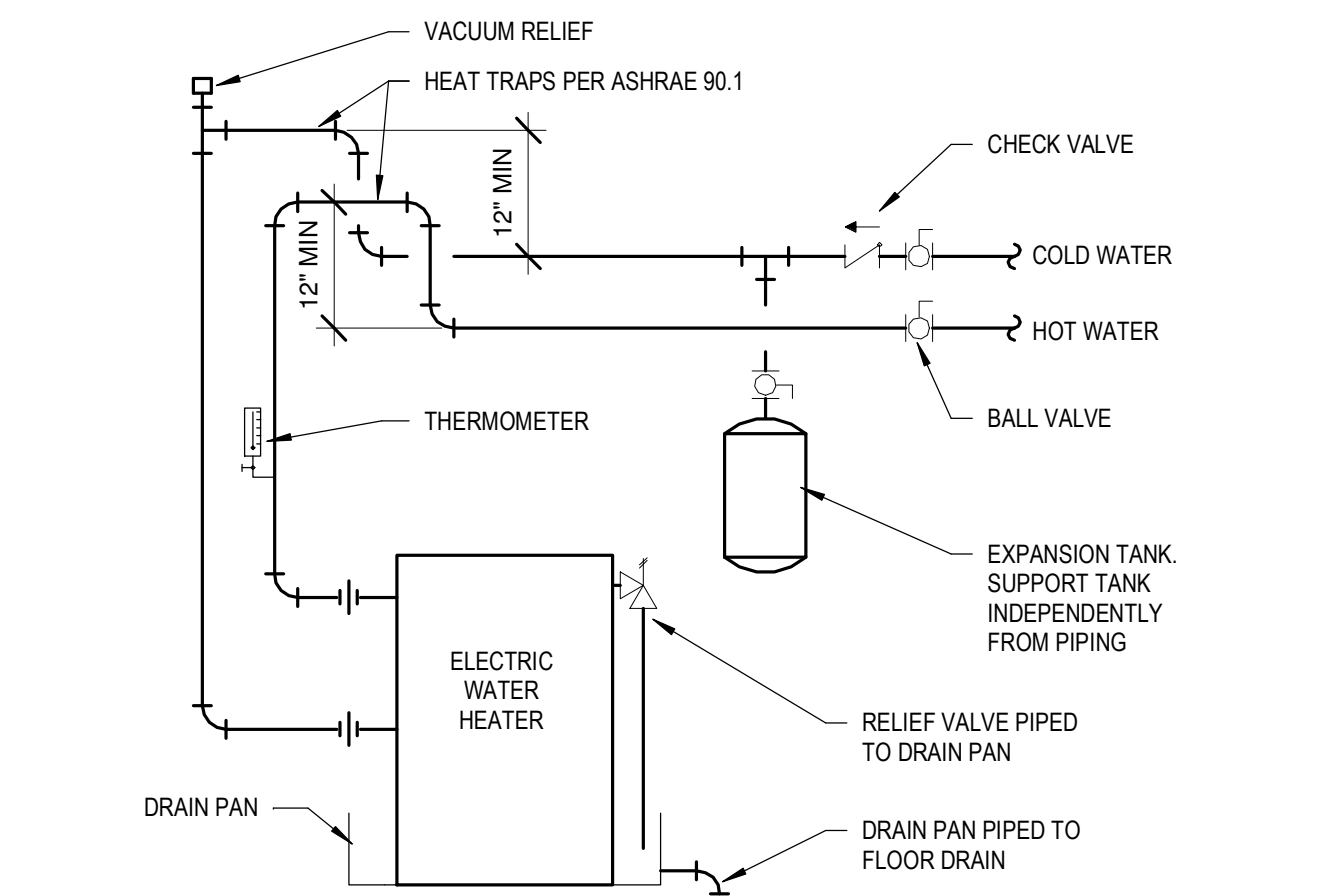 VACUUM RELIEF
HEAT TRAPS PER ASHRAE 90.1
CHECK VALVE
12" MIN
12" MIN
COLD WATER
HOT WATER
THERMOMETER
BALL VALVE
EXPANSION TANK.
SUPPORT TANK
INDEPENDENTLY
FROM PIPING
ELECTRIC
WATER
HEATER
RELIEF VALVE PIPED
TO DRAIN PAN
DRAIN PAN
DRAIN PAN PIPED TO
FLOOR DRAIN